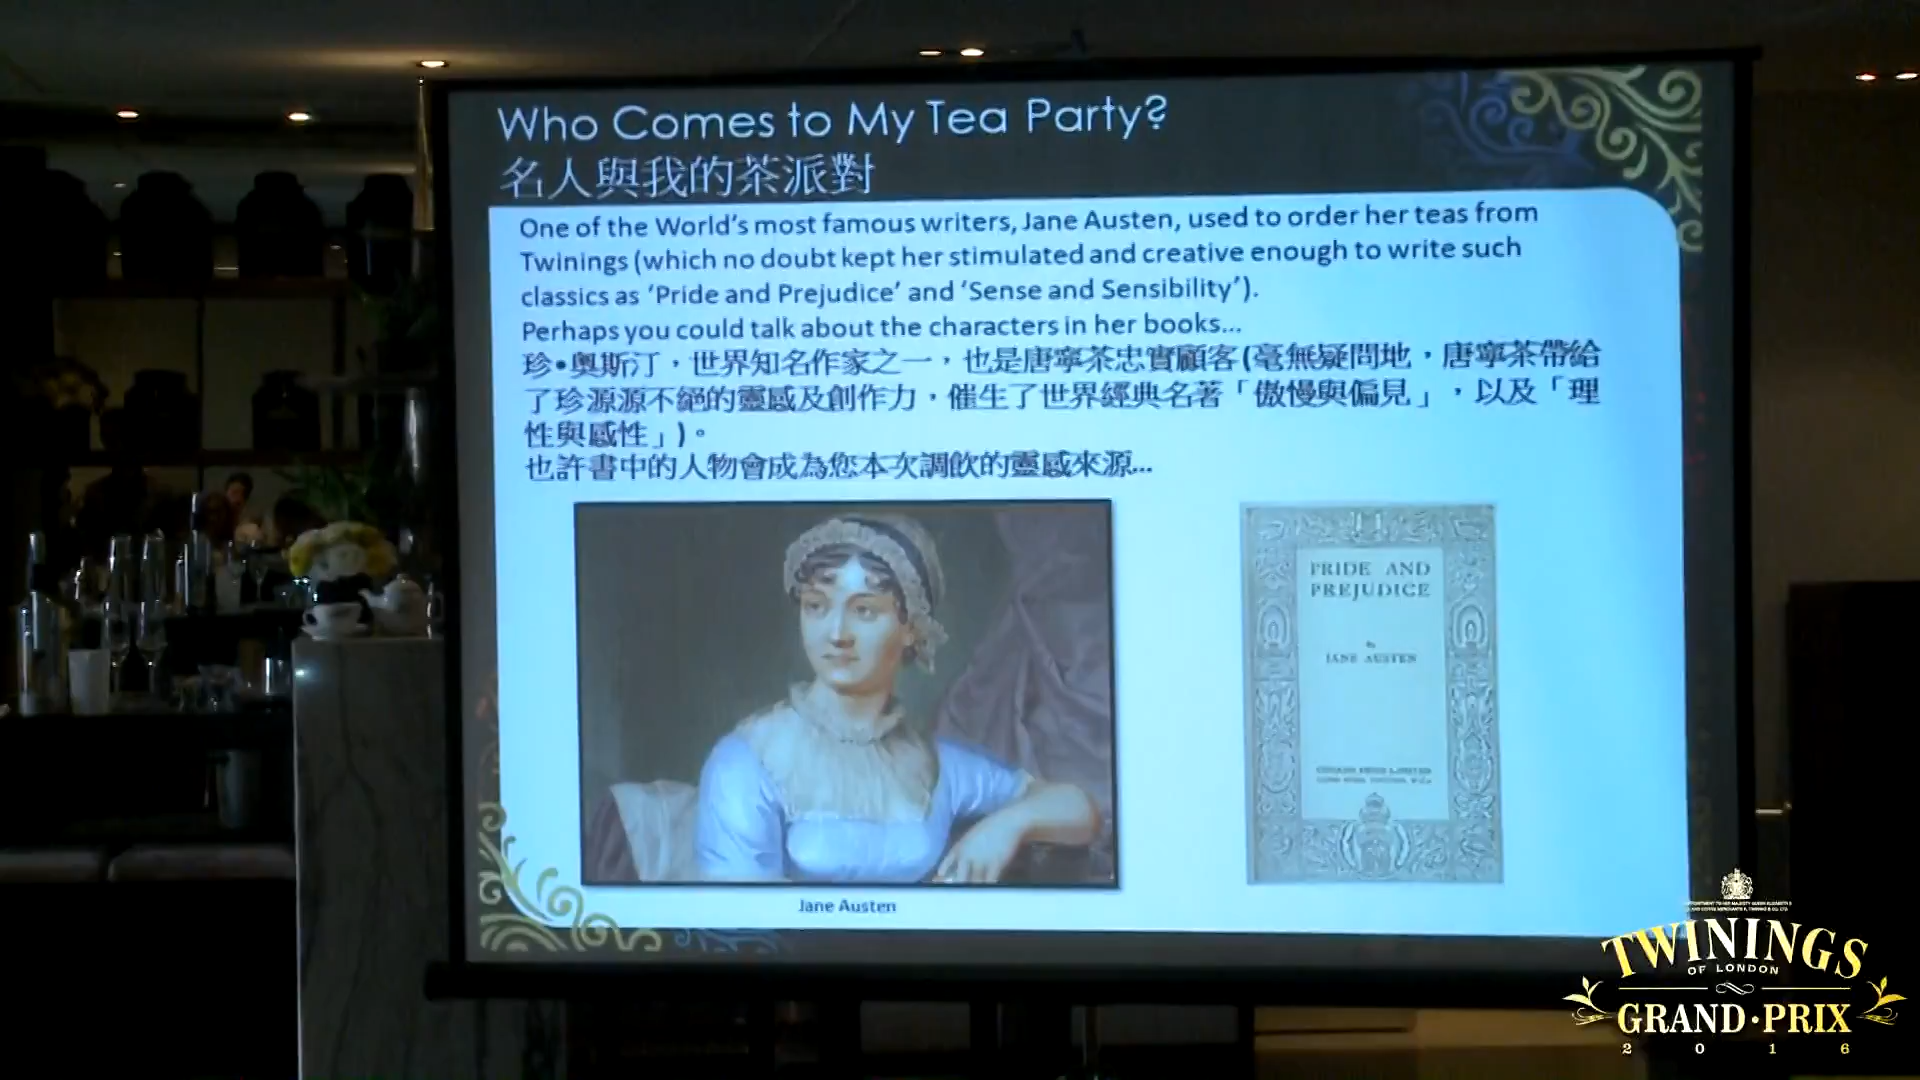 Who Comes to My Tea Party?
名人與我的茶派對
One of the World's most famous writers, Jane Austen, used to order her teas from
Twinings (which no doubt kept her stimulated and creative enough to write such
classics as ‘Pride and Prejudice’ and ‘Sense and Sensibility’).
Perhaps you could talk about the characters in her books...
珍•奧斯汀，世界知名作家之一，也是唐寧茶忠實顧客(毫無疑問地，唐寧茶帶給
了珍源源不絕的靈感及創作力，催生了世界經典名著「傲慢與偏見」，以及「理
性與感性」)。
也許書中的人物會成為您本次調飲的靈感來源...
PRIDE AND
PREJUDICE
by
JANE AUSTEN
Jane Austen
TWININGS
OF LONDON
GRAND·PRIX
2016